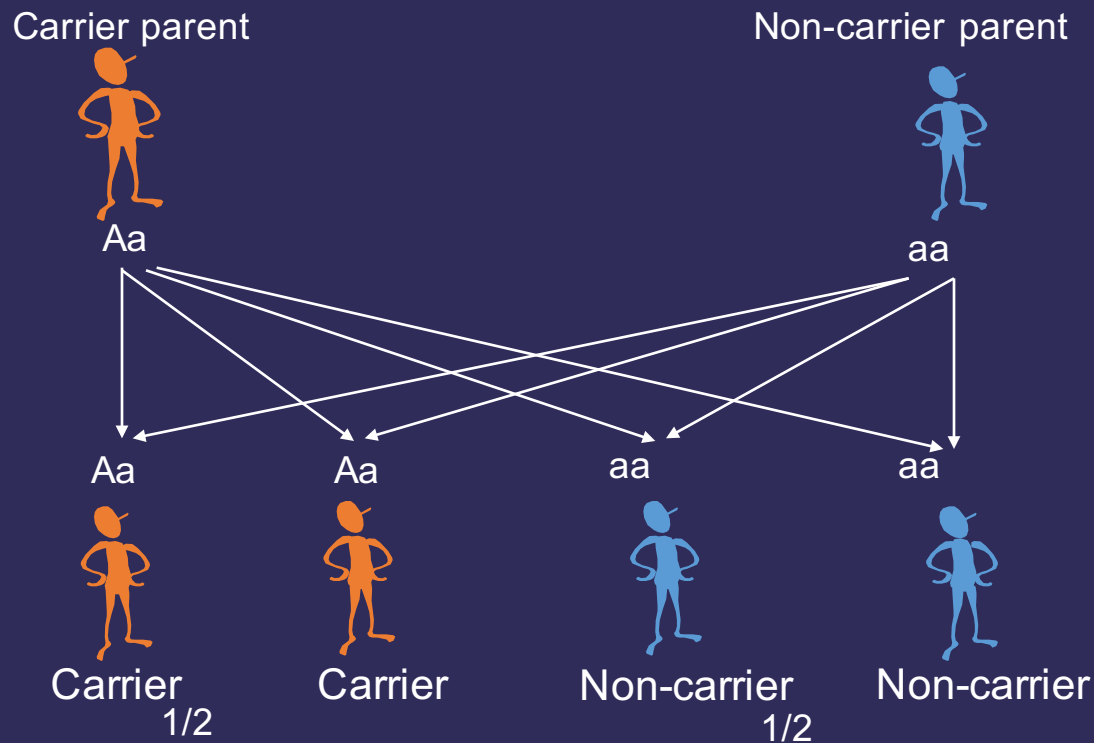 Carrier parent
Non-carrier parent
Aa
aa
Aa
Aa
aa
aa
Carrier
Carrier
Non-carrier
Non-carrier
1/2
1/2